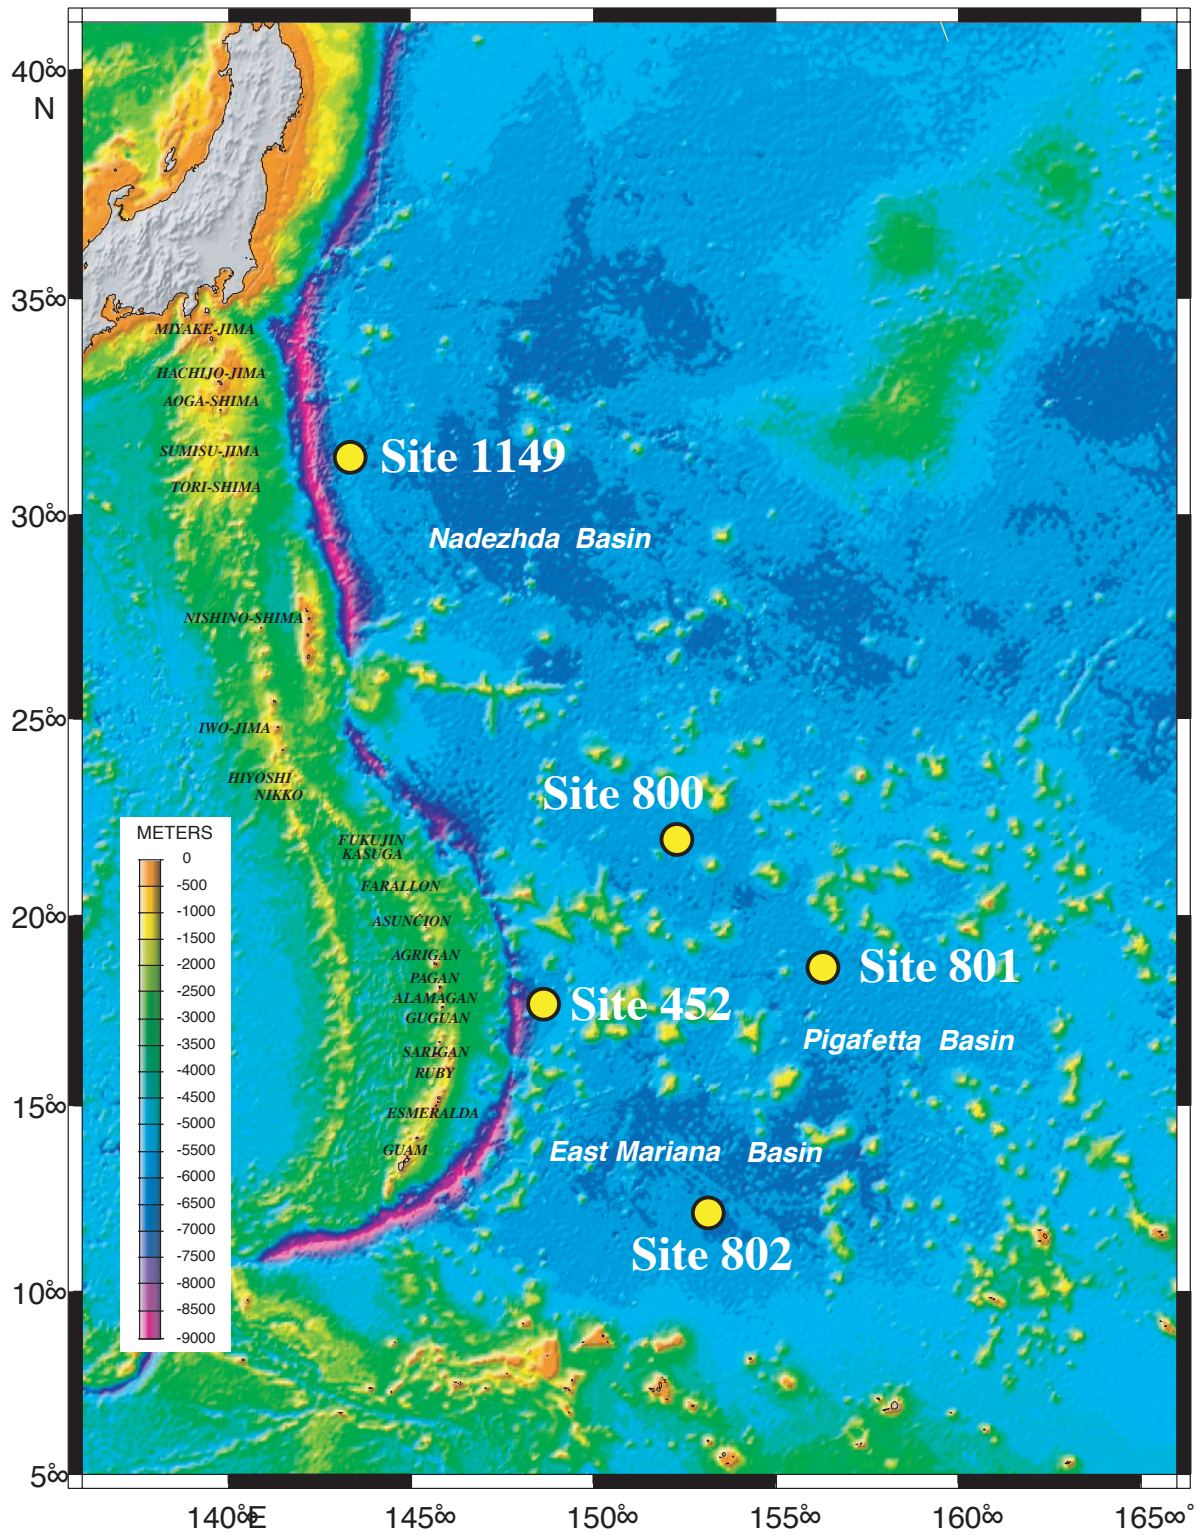 40∞
N
35∞
MIYAKE-JIMA
HACHIJO-JIMA
AOGA-SHIMA
SUMISU-JIMA
Site 1149
TORI-SHIMA
30∞
Nadezhda Basin
NISHINO-SHIMA
25∞
IWO-JIMA
HIYOSHI
NIKKO
Site 800
METERS
FUKUJIN
KASUGA
0
-500
-1000
-1500
-2000
-2500
-3000
-3500
-4000
-4500
-5000
-5500
-6000
-6500
-7000
-7500
-8000
-8500
-9000
FARALLON
20∞
ASUNCION
AGRIGAN
Site 801
PAGAN
ALAMAGAN
Site 452
GUGUAN
Pigafetta Basin
SARIGAN
RUBY
15∞
ESMERALDA
GUAM
East Mariana Basin
Site 802
10∞
5∞
140∞E 145∞ 150∞ 155∞ 160∞ 165∞°